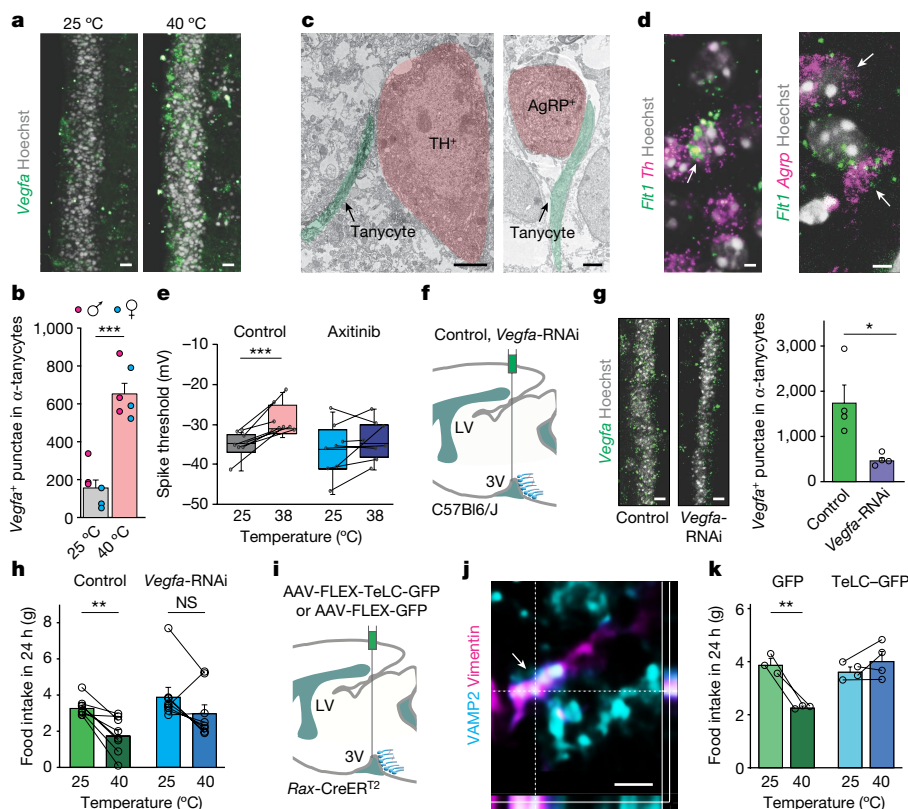 a
25 ºC
40 ºC
Vegfa Hoechst
b
♂ ♀
***
Vegfa+ punctae in α-tanycytes
1,000
800
600
400
200
0
25 ºC
40 ºC
c
TH+
Tanycyte
AgRP+
Tanycyte
d
Flt1 Th Hoechst
Flt1 Agrp Hoechst
e
Control
Axitinib
***
Spike threshold (mV)
−10
−20
−30
−40
−50
25 38 25 38
Temperature (ºC)
f
Control, Vegfa-RNAi
LV
3V
C57Bl6/J
g
Vegfa Hoechst
Control
Vegfa-
RNAi
*
Vegfa+ punctae in α-tanycytes
3,000
2,000
1,000
0
Control
Vegfa-RNAi
h
Control
Vegfa-RNAi
**
NS
Food intake in 24 h (g)
8
6
4
2
0
25 40 25 40
Temperature (ºC)
i
AAV-FLEX-TeLC-GFP
or AAV-FLEX-GFP
LV
3V
Rax-CreERT2
j
VAMP2 Vimentin
k
GFP
TeLC–GFP
**
Food intake in 24 h (g)
8
6
4
2
0
25 40 25 40
Temperature (ºC)